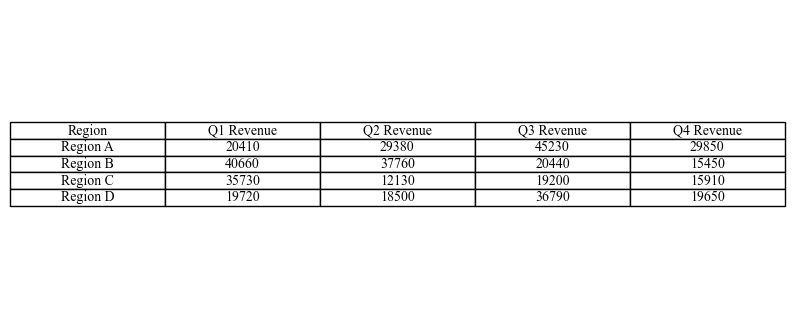 Region Q1 Revenue Q2 Revenue Q3 Revenue Q4 Revenue
Region A 20410 29380 45230 29850
Region B 40660 37760 20440 15450
Region C 35730 12130 19200 15910
Region D 19720 18500 36790 19650